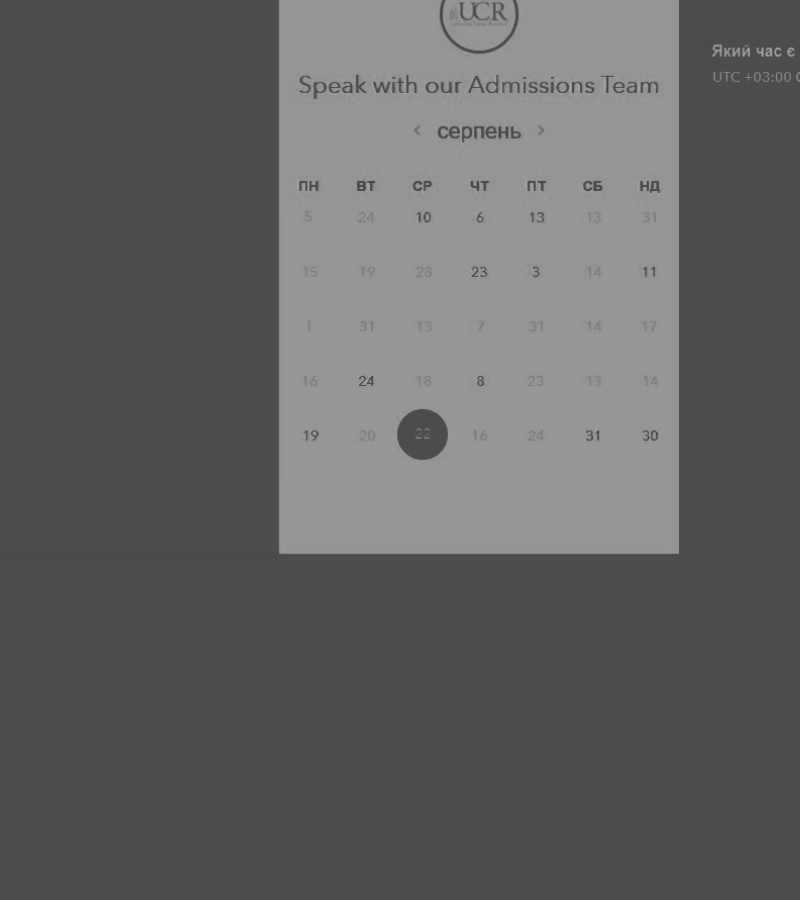 UCR
Який час є
Speak with our Admissions Team
UTC +03:00
< серпень >
ПН ВТ СР ЧТ ПТ СБ НД
5 24 10 6 13 13 31
15 19 28 23 3 14 11
1 31 13 7 31 14 17
16 24 18 8 23 13 14
19 20 22 16 24 31 30